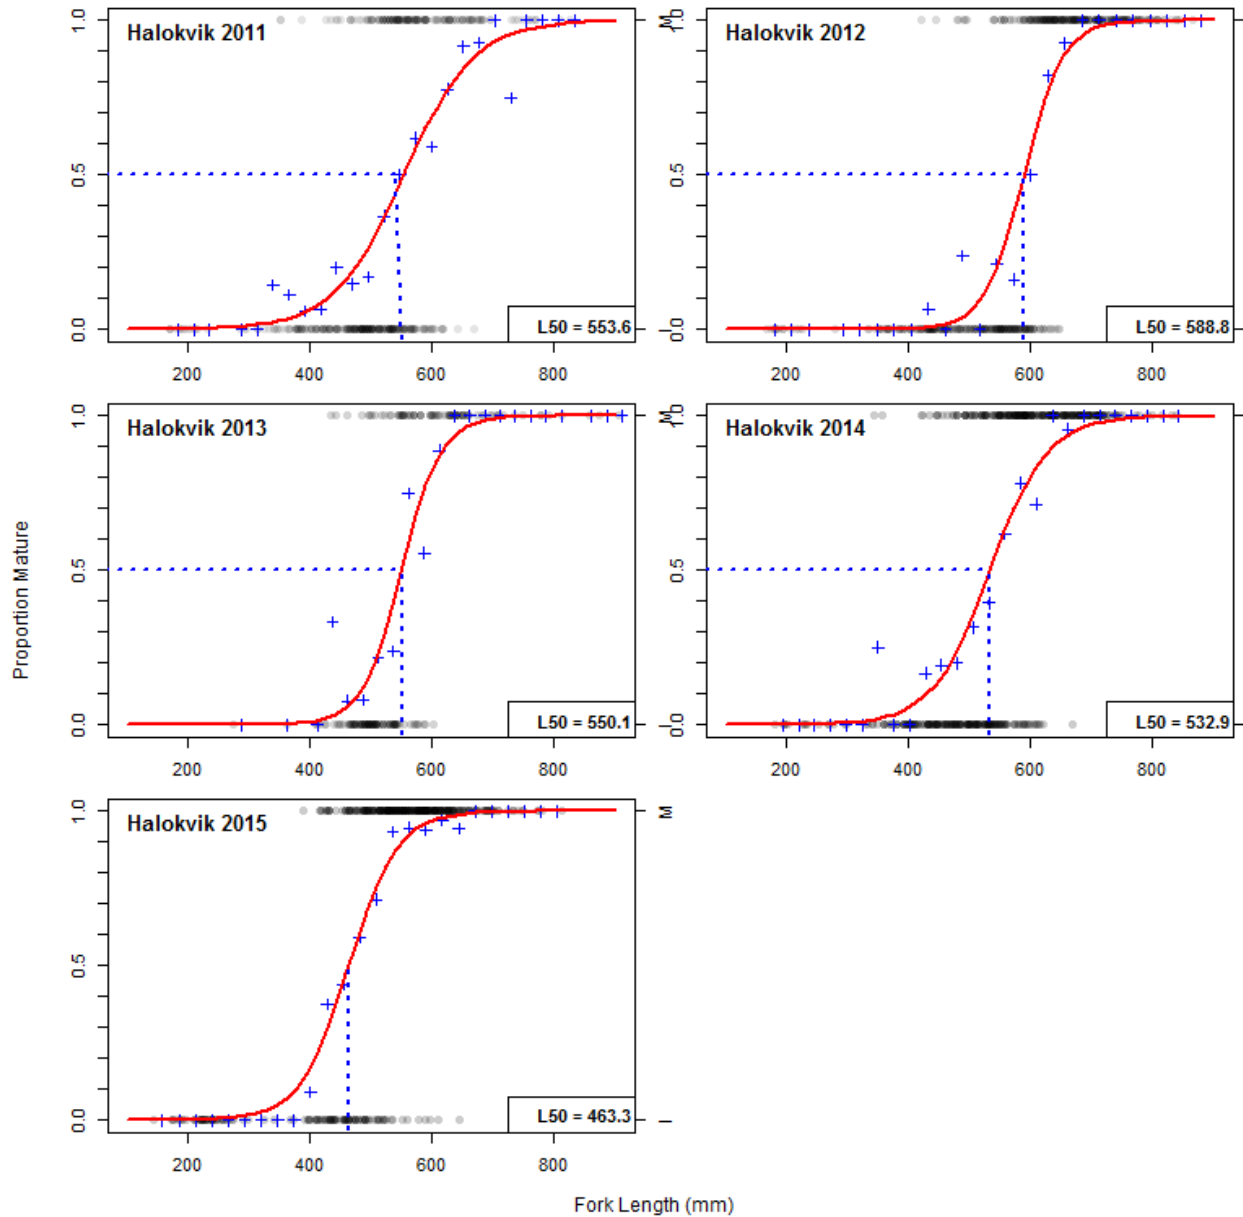 Halokvik 2011
1.0
0.5
0.0
L50 = 553.6
200 400 600 800
M
I
Halokvik 2012
1.0
0.5
0.0
L50 = 588.8
200 400 600 800
Halokvik 2013
1.0
0.5
0.0
L50 = 550.1
200 400 600 800
M
I
Halokvik 2014
1.0
0.5
0.0
L50 = 532.9
200 400 600 800
Halokvik 2015
1.0
0.5
0.0
L50 = 463.3
200 400 600 800
M
I
Proportion Mature
Fork Length (mm)